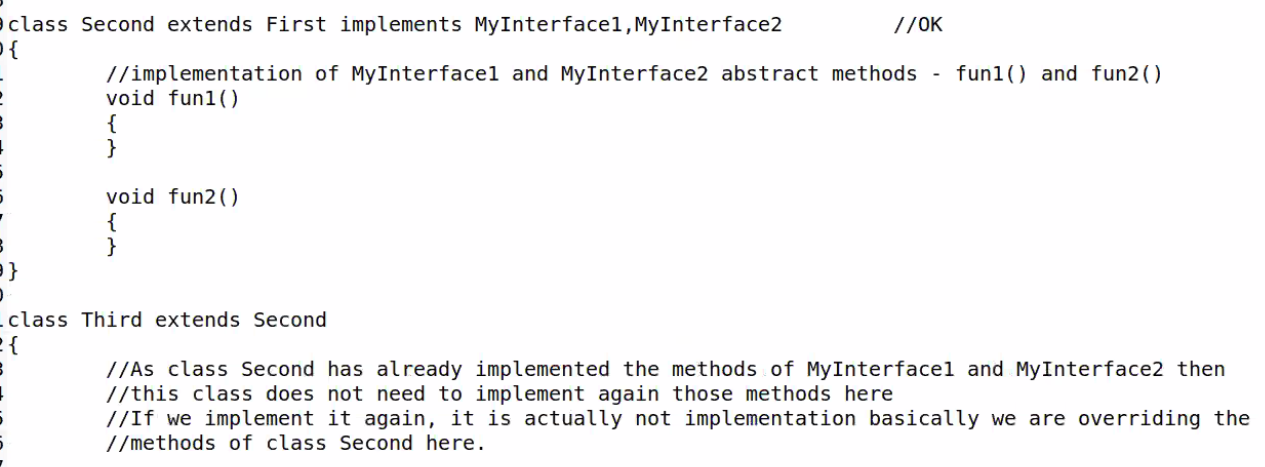 class Second extends First implements MyInterface1,MyInterface2 //OK
{
//implementation of MyInterface1 and MyInterface2 abstract methods - fun1() and fun2()
void fun1()
{
}
void fun2()
{
}
}
class Third extends Second
{
//As class Second has already implemented the methods of MyInterface1 and MyInterface2 then
//this class does not need to implement again those methods here
//If we implement it again, it is actually not implementation basically we are overriding the
//methods of class Second here.